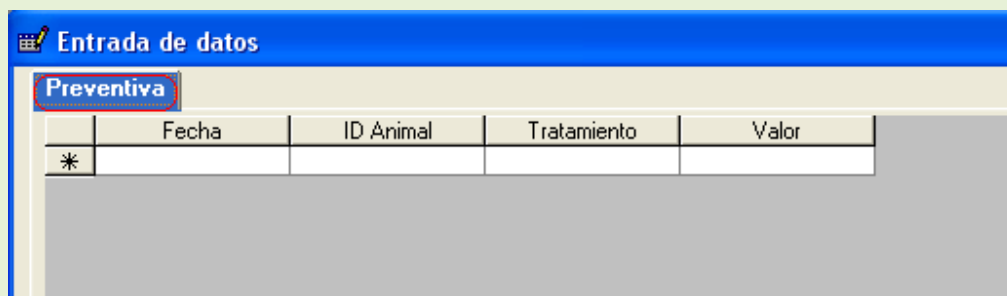 Entrada de datos
Preventiva
Fecha ID Animal Tratamiento Valor